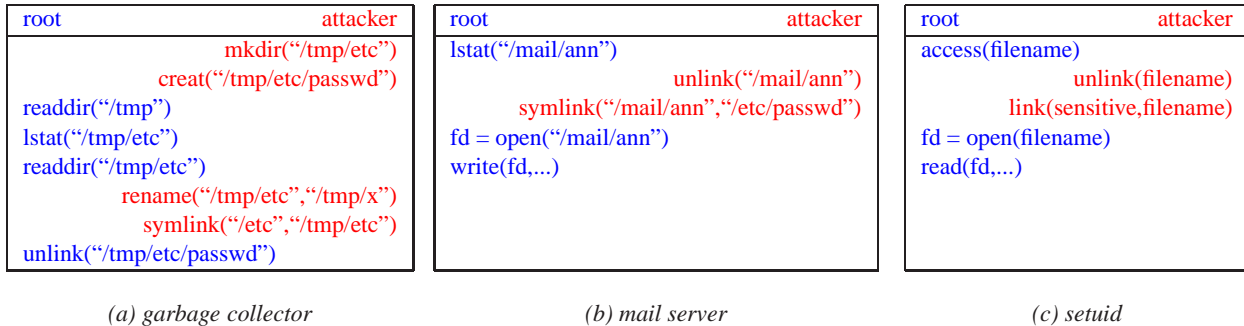 root attacker
mkdir(“/tmp/etc”)
creat(“/tmp/etc/passwd”)
readdir(“/tmp”)
lstat(“/tmp/etc”)
readdir(“/tmp/etc”)
rename(“/tmp/etc”,“/tmp/x”)
symlink(“/etc”,“/tmp/etc”)
unlink(“/tmp/etc/passwd”)
(a) garbage collector
root attacker
lstat(“/mail/ann”)
unlink(“/mail/ann”)
symlink(“/mail/ann”,“/etc/passwd”)
fd = open(“/mail/ann”)
write(fd,...)
(b) mail server
root attacker
access(filename)
unlink(filename)
link(sensitive,filename)
fd = open(filename)
read(fd,...)
(c) setuid